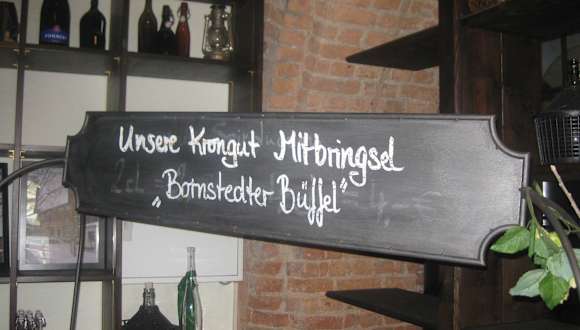 Unsere Krongut Mitbringsel
„Bornstedter Büffel“